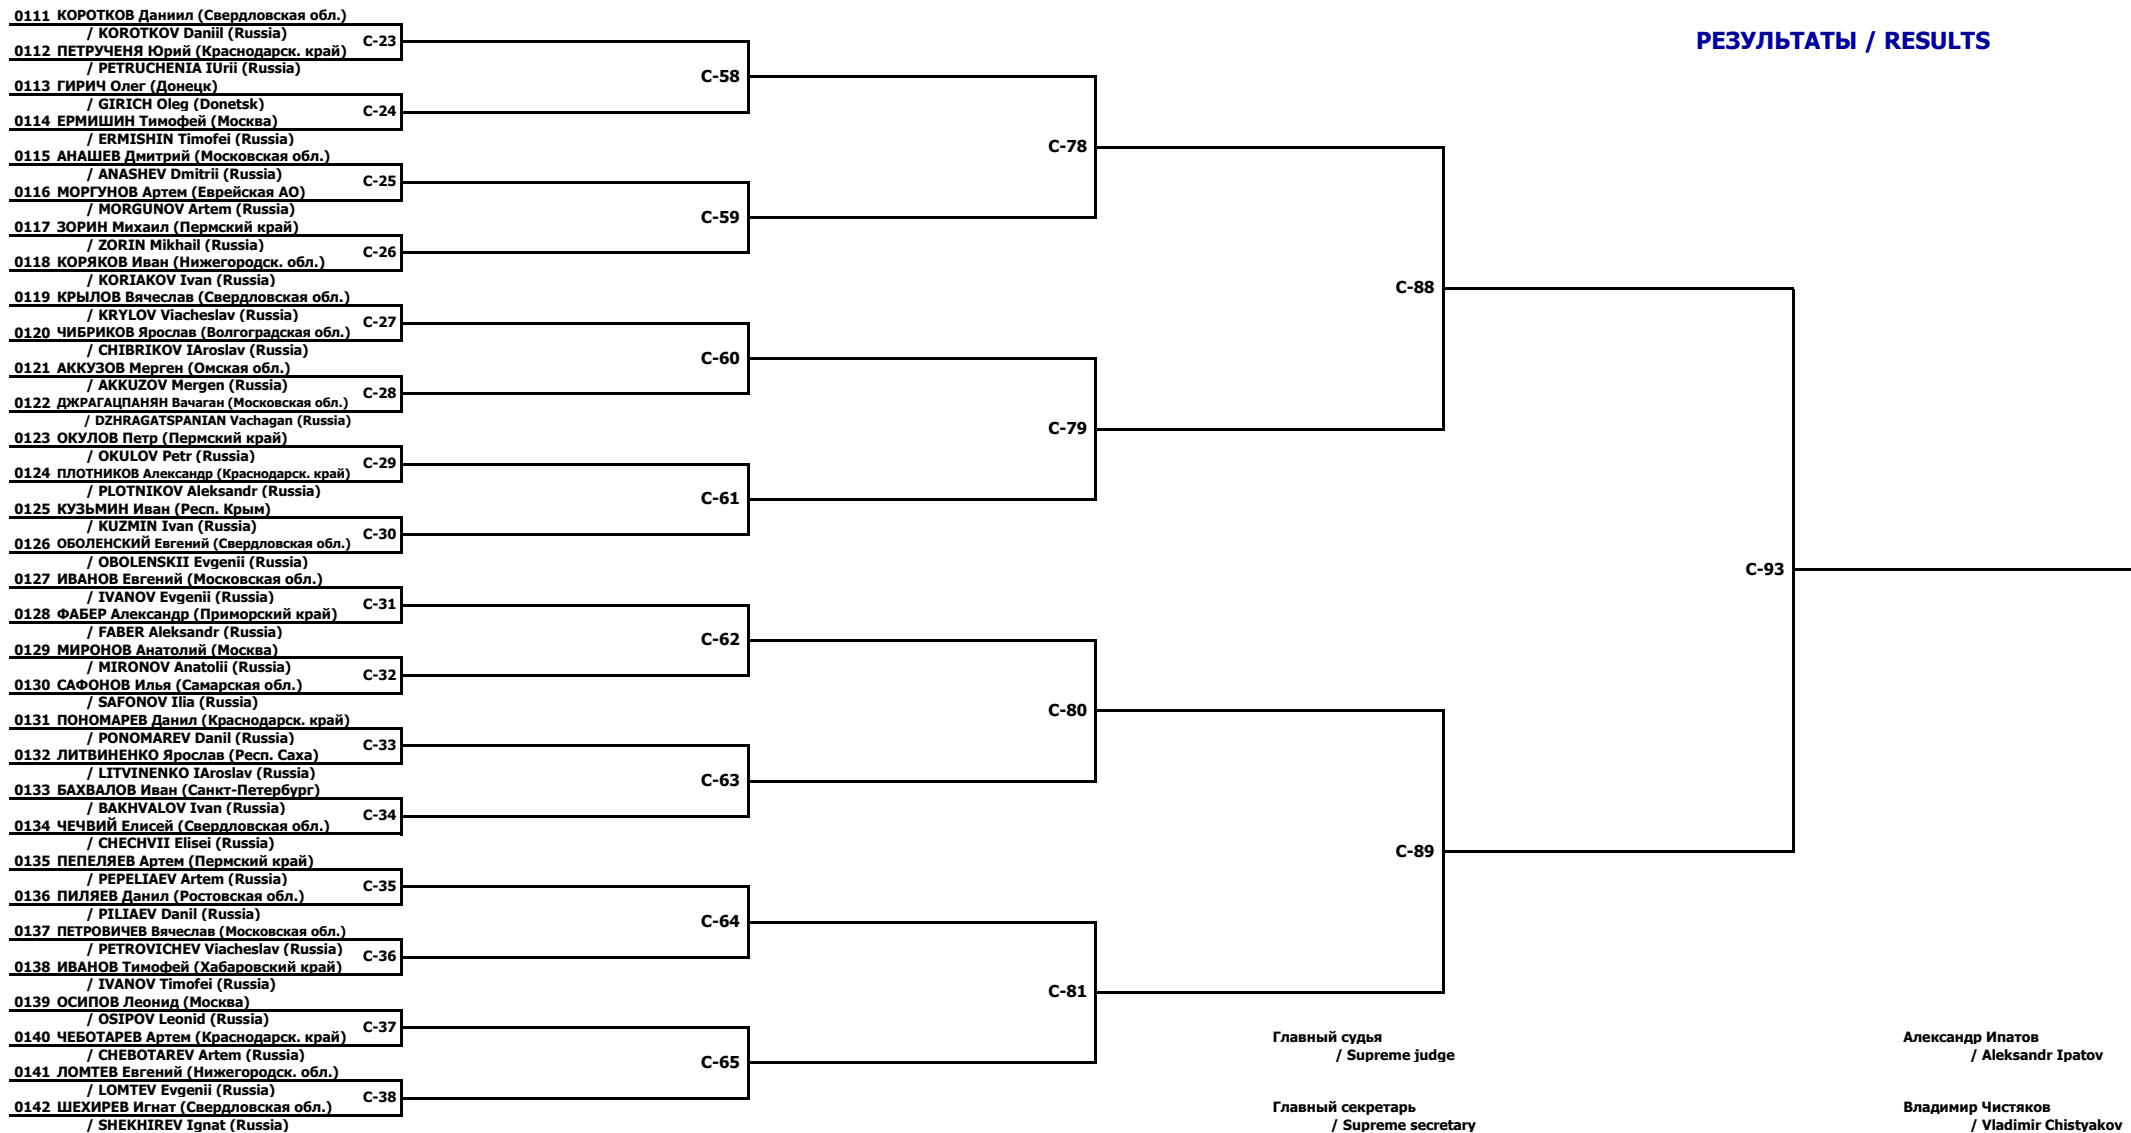 0111 КОРОТКОВ Даниил (Свердловская обл.)
/ KOROTKOV Daniil (Russia)
С-23
0112 ПЕТРУЧЕНЯ Юрий (Краснодарск. край)
/ PETRUCHENIA IUrii (Russia)
С-58
0113 ГИРИЧ Олег (Донецк)
/ GIRICH Oleg (Donetsk)
С-24
0114 ЕРМИШИН Тимофей (Москва)
/ ERMISHIN Timofei (Russia)
С-78
0115 АНАШЕВ Дмитрий (Московская обл.)
/ ANASHEV Dmitrii (Russia)
С-25
0116 МОРГУНОВ Артем (Еврейская АО)
/ MORGUNOV Artem (Russia)
С-59
0117 ЗОРИН Михаил (Пермский край)
/ ZORIN Mikhail (Russia)
С-26
0118 КОРЯКОВ Иван (Нижегородск. обл.)
/ KORIAKOV Ivan (Russia)
С-88
0119 КРЫЛОВ Вячеслав (Свердловская обл.)
/ KRYLOV Viacheslav (Russia)
С-27
0120 ЧИБРИКОВ Ярослав (Волгоградская обл.)
/ CHIBRIKOV IAroslav (Russia)
С-60
0121 АККУЗОВ Мерген (Омская обл.)
/ AKKUZOV Mergen (Russia)
С-28
0122 ДЖРАГАЦПАНЯН Вачаган (Московская обл.)
/ DZHRAGATSPANIAN Vachagan (Russia)
С-79
0123 ОКУЛОВ Петр (Пермский край)
/ OKULOV Petr (Russia)
С-29
0124 ПЛОТНИКОВ Александр (Краснодарск. край)
/ PLOTNIKOV Aleksandr (Russia)
С-61
0125 КУЗЬМИН Иван (Респ. Крым)
/ KUZMIN Ivan (Russia)
С-30
0126 ОБОЛЕНСКИЙ Евгений (Свердловская обл.)
/ OBOLENSKII Evgenii (Russia)
С-93
0127 ИВАНОВ Евгений (Московская обл.)
/ IVANOV Evgenii (Russia)
С-31
0128 ФАБЕР Александр (Приморский край)
/ FABER Aleksandr (Russia)
С-62
0129 МИРОНОВ Анатолий (Москва)
/ MIRONOV Anatolii (Russia)
С-32
0130 САФОНОВ Илья (Самарская обл.)
/ SAFONOV Ilia (Russia)
С-80
0131 ПОНОМАРЕВ Данил (Краснодарск. край)
/ PONOMAREV Danil (Russia)
С-33
0132 ЛИТВИНЕНКО Ярослав (Респ. Саха)
/ LITVINENKO IAroslav (Russia)
С-63
0133 БАХВАЛОВ Иван (Санкт-Петербург)
/ BAKHVALOV Ivan (Russia)
С-34
0134 ЧЕЧВИЙ Елисей (Свердловская обл.)
/ CHECHVII Elisei (Russia)
С-89
0135 ПЕПЕЛЯЕВ Артем (Пермский край)
/ PEPELIAEV Artem (Russia)
С-35
0136 ПИЛЯЕВ Данил (Ростовская обл.)
/ PILIAEV Danil (Russia)
С-64
0137 ПЕТРОВИЧЕВ Вячеслав (Московская обл.)
/ PETROVICHEV Viacheslav (Russia)
С-36
0138 ИВАНОВ Тимофей (Хабаровский край)
/ IVANOV Timofei (Russia)
С-81
0139 ОСИПОВ Леонид (Москва)
/ OSIPOV Leonid (Russia)
С-37
0140 ЧЕБОТАРЕВ Артем (Краснодарск. край)
/ CHEBOTAREV Artem (Russia)
С-65
0141 ЛОМТЕВ Евгений (Нижегородск. обл.)
/ LOMTEV Evgenii (Russia)
С-38
0142 ШЕХИРЕВ Игнат (Свердловская обл.)
/ SHEKHIREV Ignat (Russia)
РЕЗУЛЬТАТЫ / RESULTS
Главный судья
/ Supreme judge
Александр Ипатов
/ Aleksandr Ipatov
Главный секретарь
/ Supreme secretary
Владимир Чистяков
/ Vladimir Chistyakov